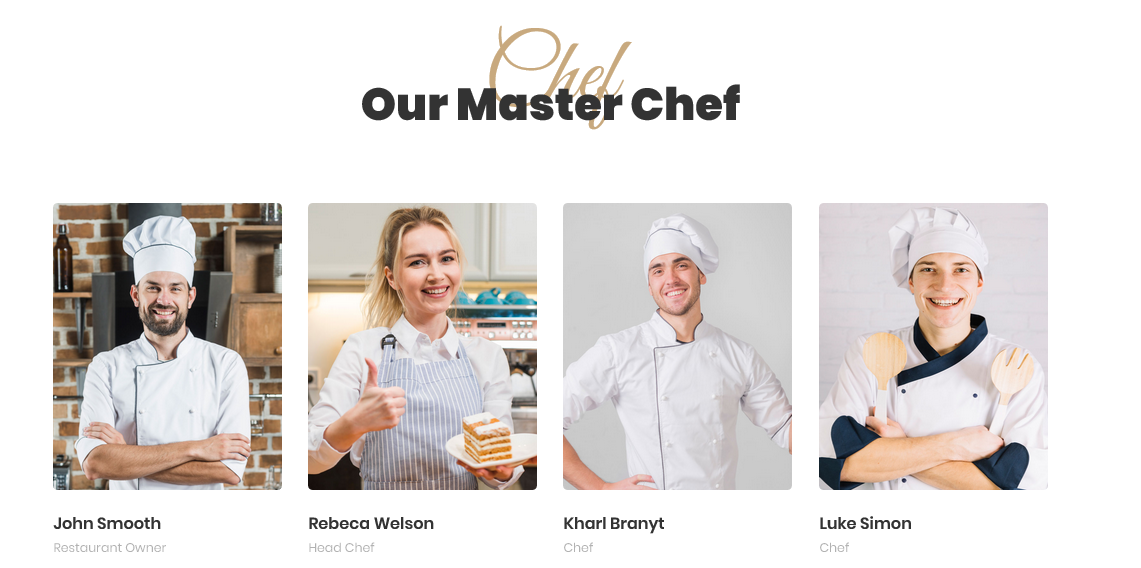 Chef
Our Master Chef
John Smooth
Restaurant Owner
Rebeca Welson
Head Chef
Kharl Branyt
Chef
Luke Simon
Chef